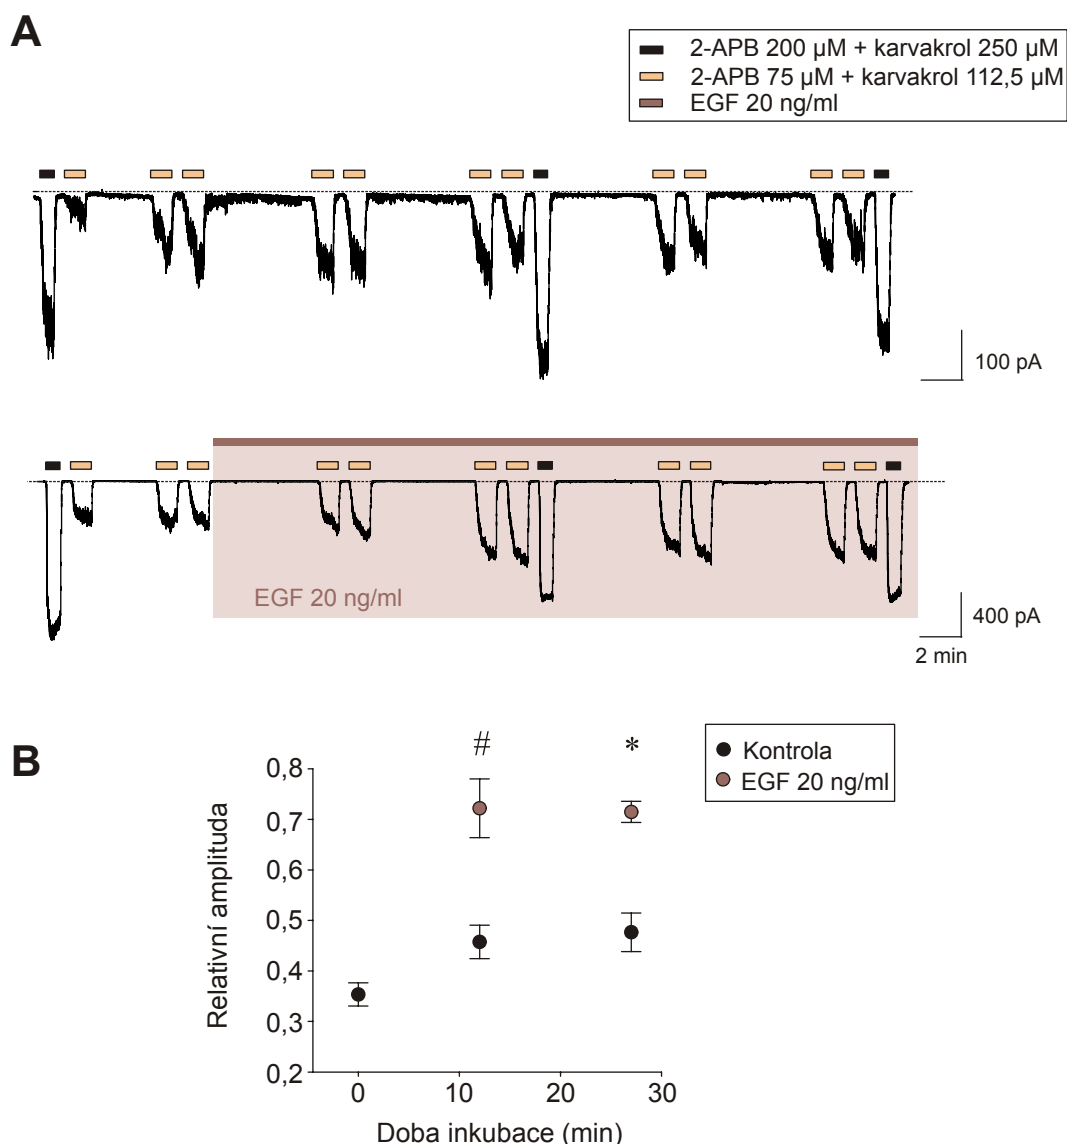 A
2-APB 200 µM + karvakrol 250 µM
2-APB 75 µM + karvakrol 112,5 µM
EGF 20 ng/ml
100 pA
EGF 20 ng/ml
400 pA
2 min
B
Kontrola
EGF 20 ng/ml
# *
0,8
0,7
0,6
0,5
0,4
0,3
0,2
Relativní amplituda
0 10 20 30
Doba inkubace (min)